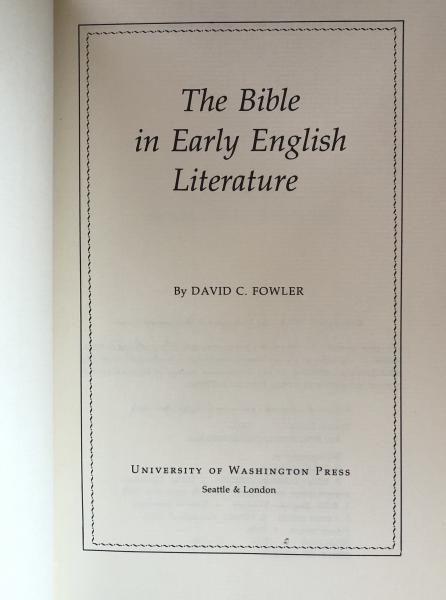 The Bible
in Early English
Literature
By DAVID C. FOWLER
UNIVERSITY OF WASHINGTON PRESS
Seattle & London